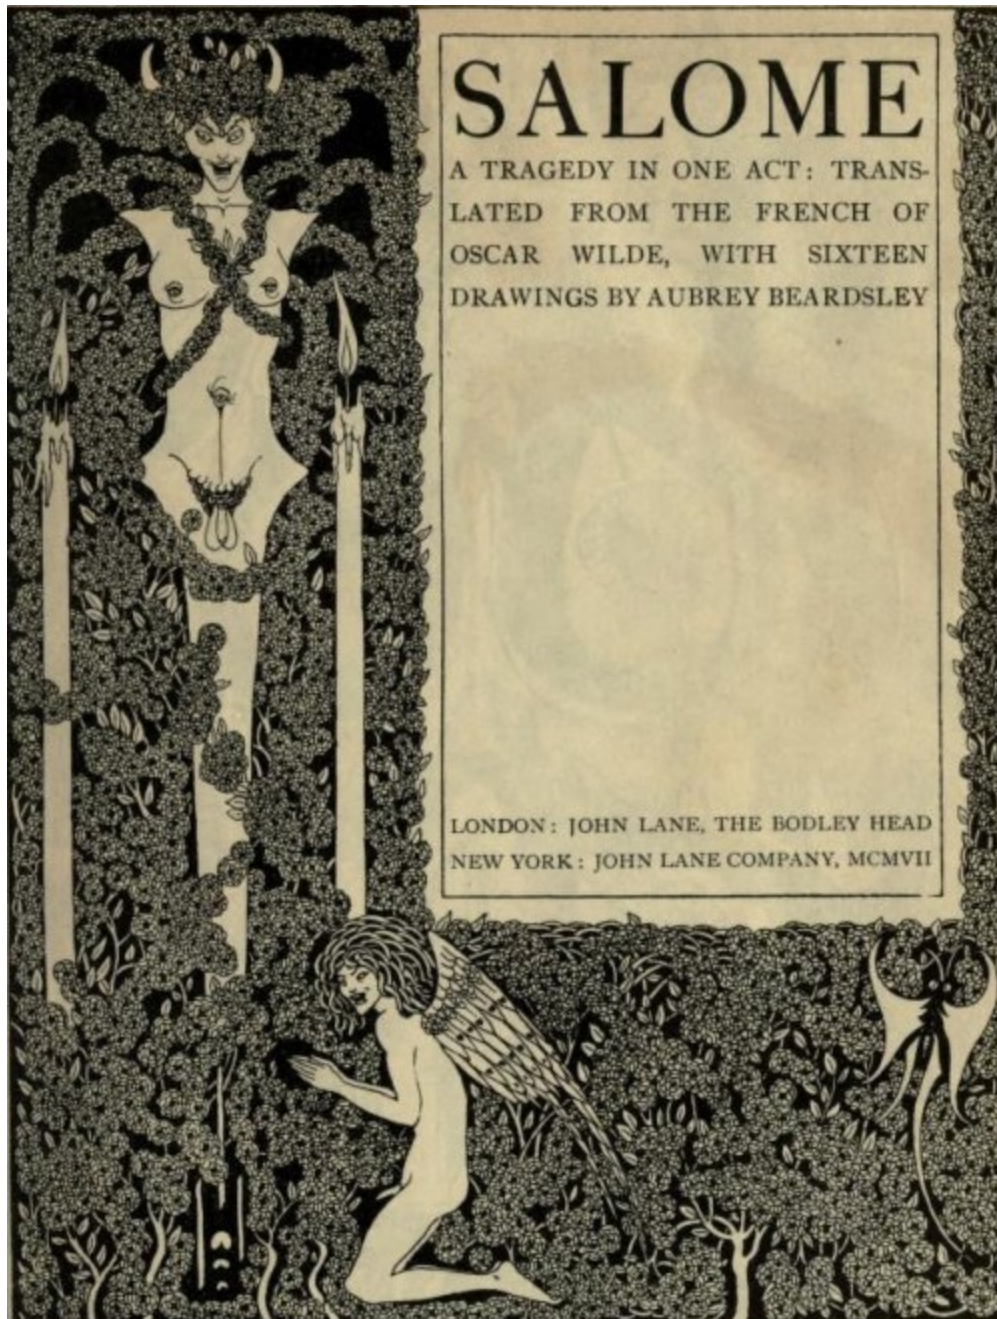 SALOME
A TRAGEDY IN ONE ACT: TRANS-
LATED FROM THE FRENCH OF
OSCAR WILDE, WITH SIXTEEN
DRAWINGS BY AUBREY BEARDSLEY
LONDON: JOHN LANE, THE BODLEY HEAD
NEW YORK: JOHN LANE COMPANY, MCMVII